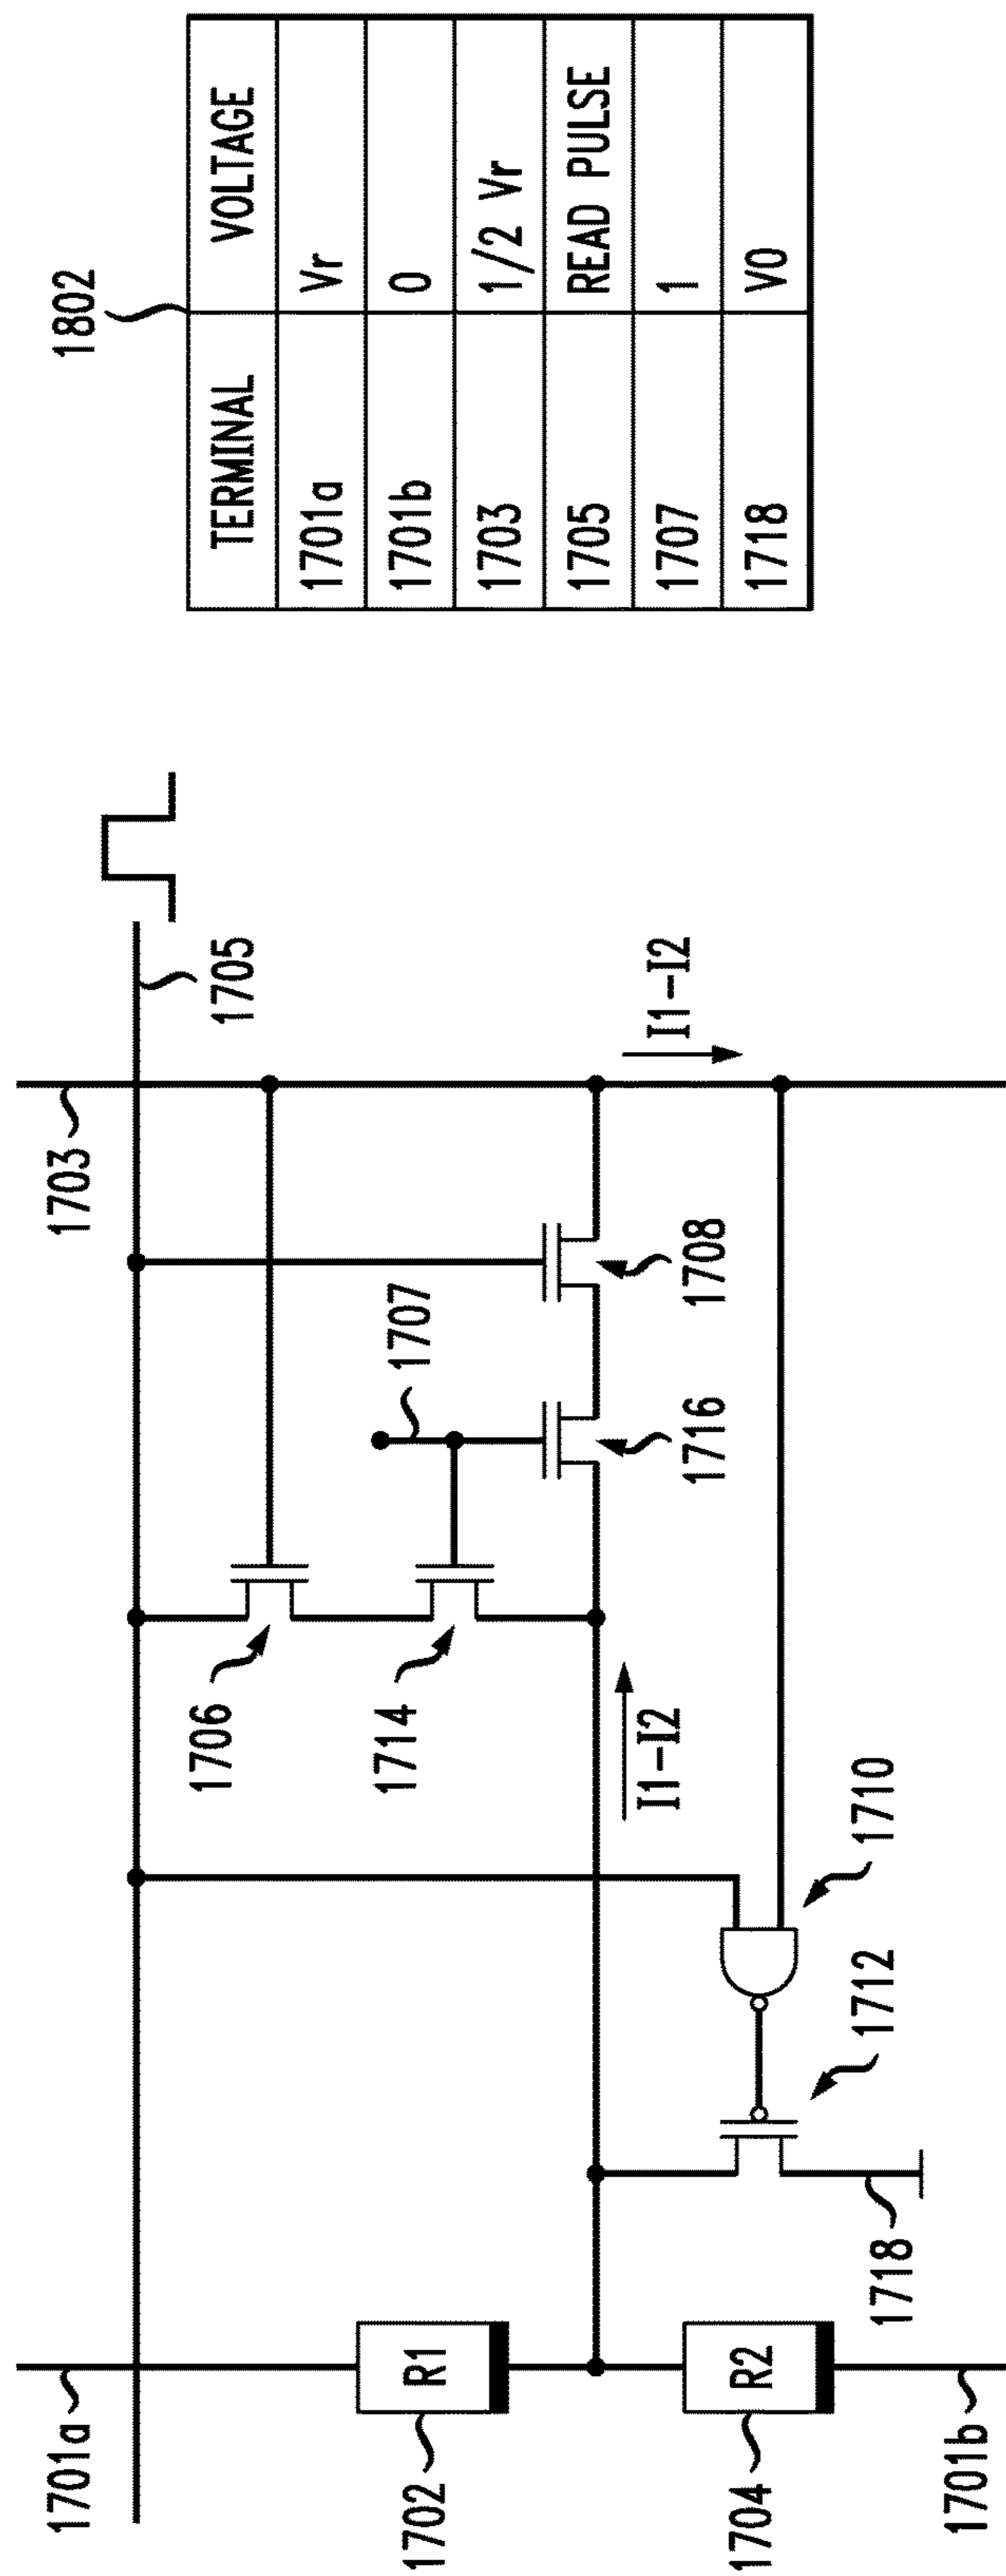 1802
TERMINAL VOLTAGE
1701a Vr
1701b 0
1703 1/2 Vr
1705 READ PULSE
1707 1
1718 V0
1701a
1703
1705
1706
1707
1714
1716
1708
I1-I2
I1-I2
1702
R1
1704
R2
1718
1712
1710
1701b